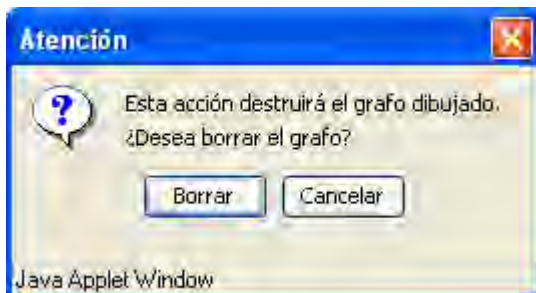 Atención
Esta acción destruirá el grafo dibujado.
¿Desea borrar el grafo?
Borrar Cancelar
Java Applet Window